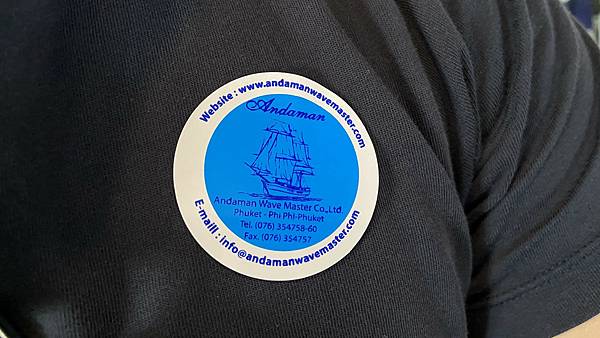 Website : www.andamanwavemaster.com
Andaman
Andaman Wave Master Co.,Ltd.
Phuket - Phi Phi-Phuket
Tel. (076) 354758-60
Fax. (076) 354757
E-maill : info@andamanwavemaster.com